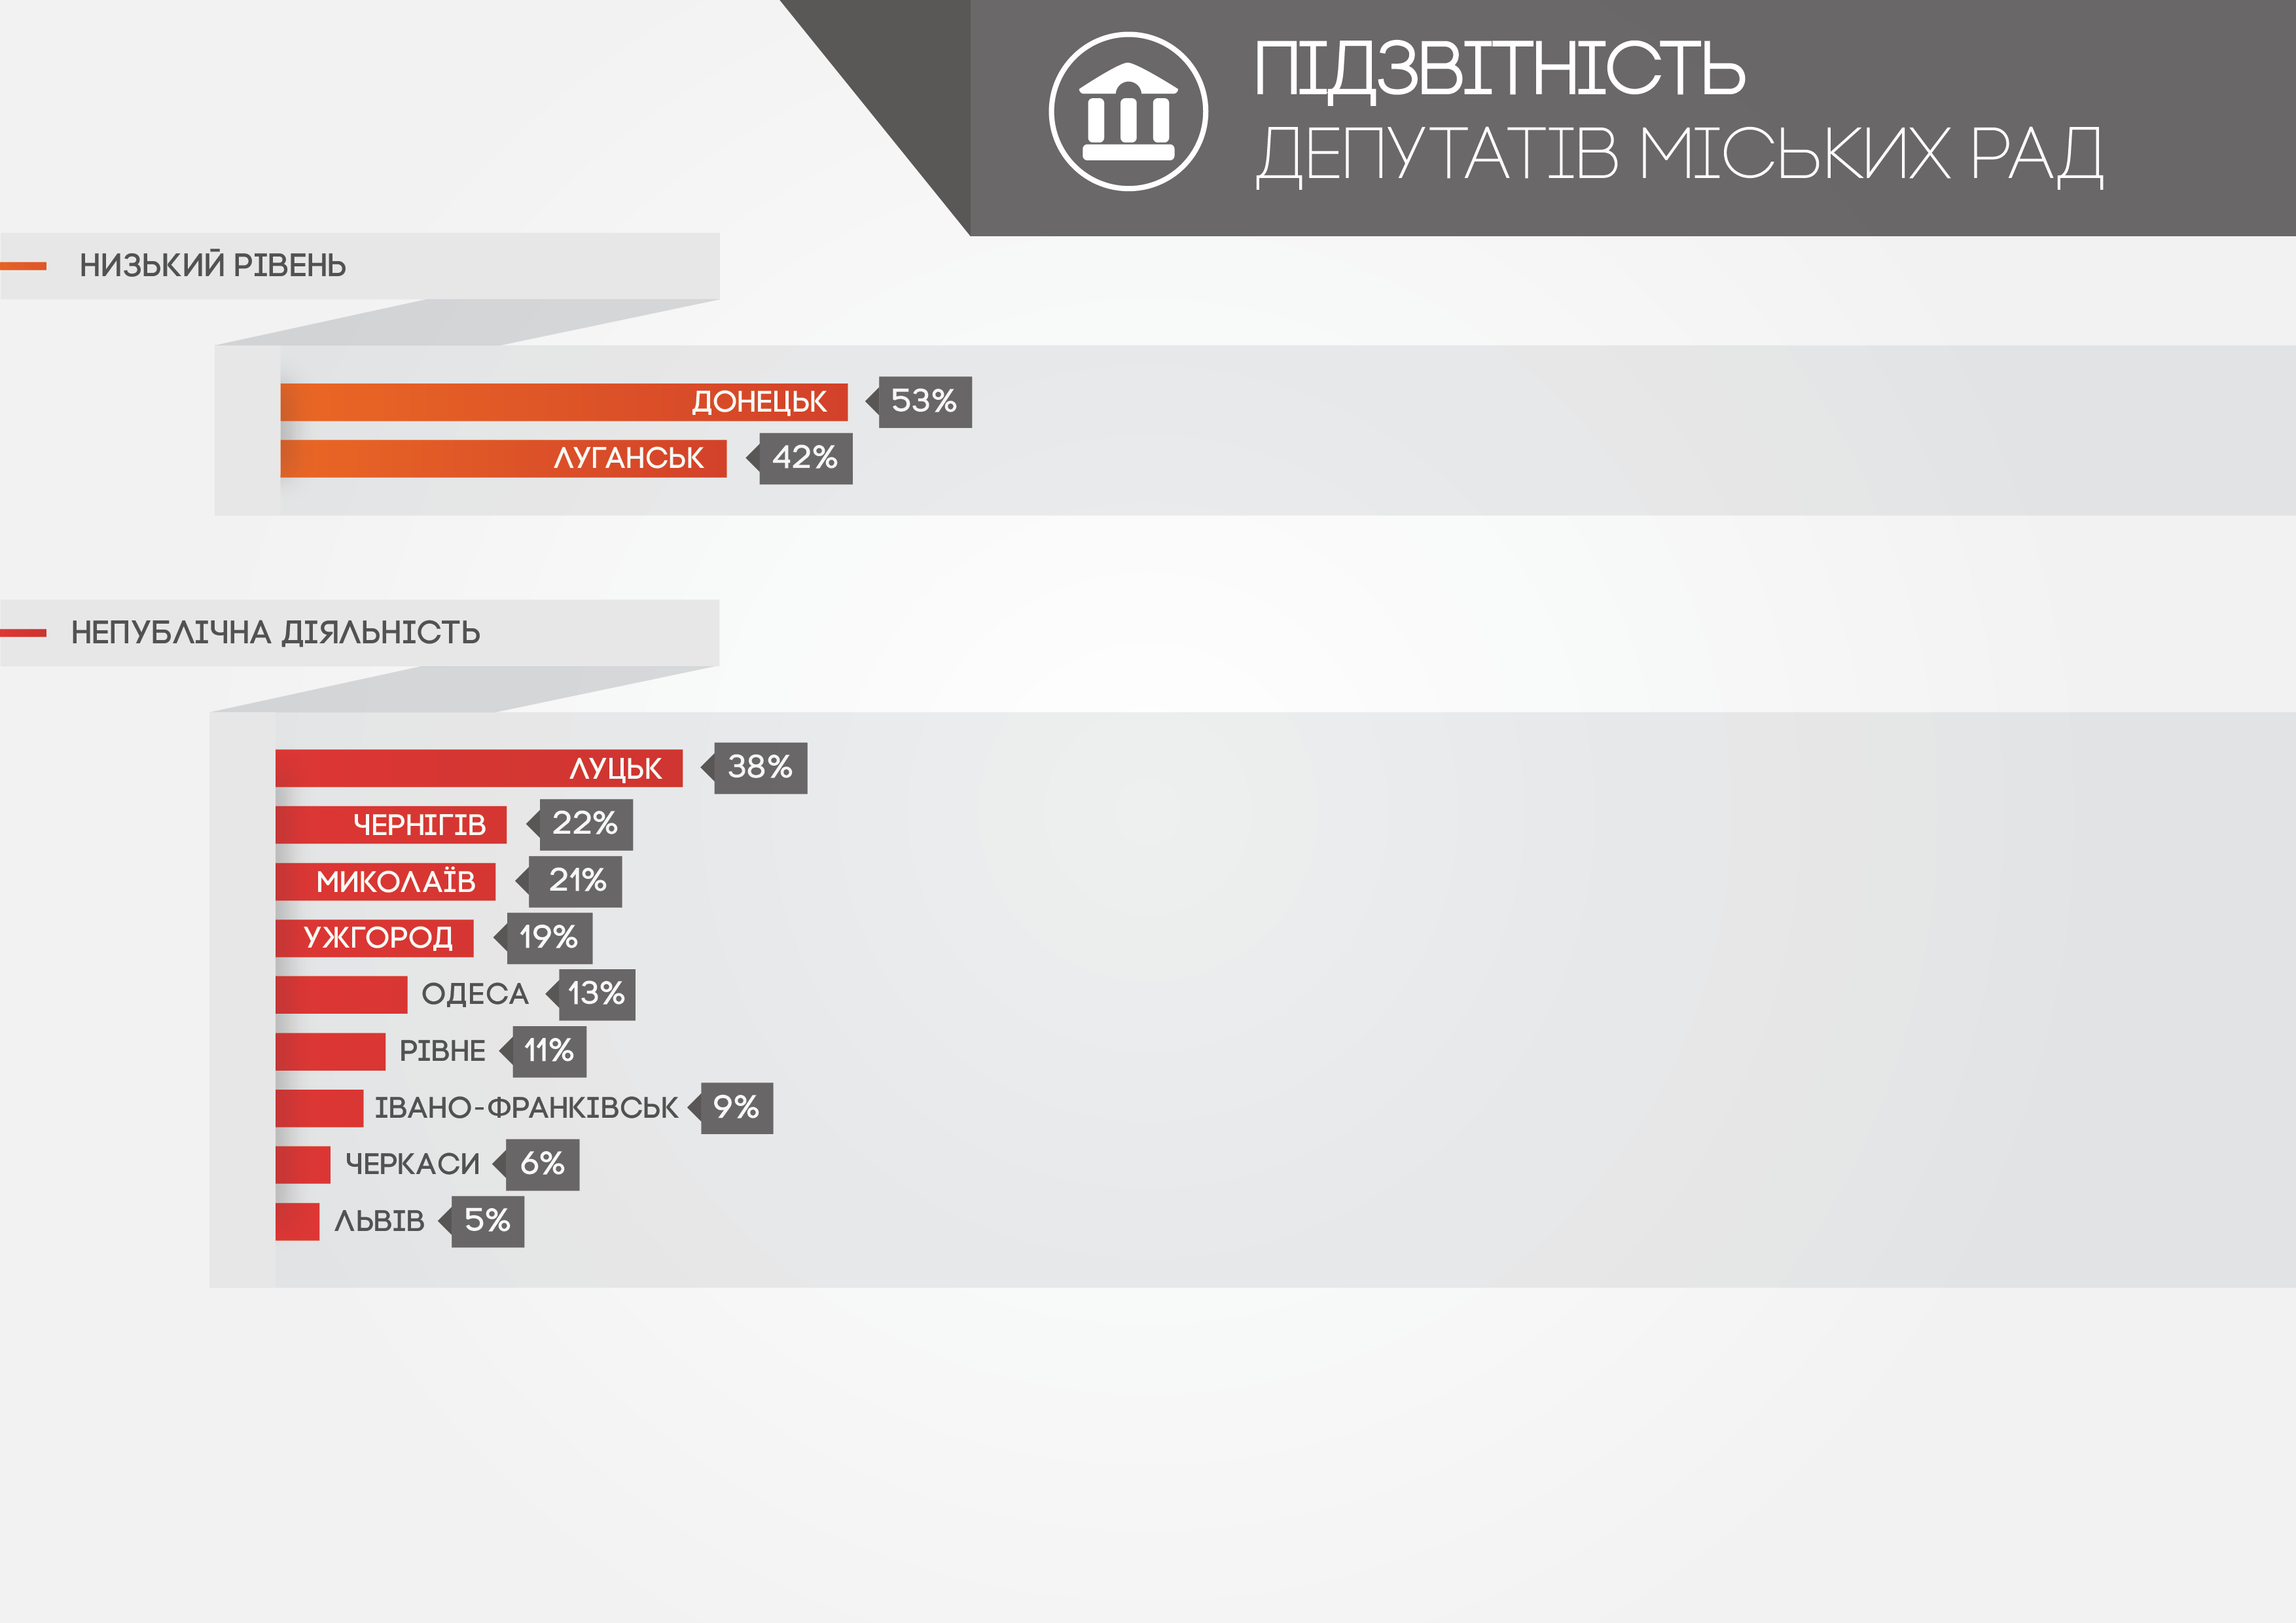 ПІДЗВІТНІСТЬ
ДЕПУТАТІВ МІСЬКИХ РАД
НИЗЬКИЙ РІВЕНЬ
ДОНЕЦЬК 53%
ЛУГАНСЬК 42%
НЕПУБЛІЧНА ДІЯЛЬНІСТЬ
ЛУЦЬК 38%
ЧЕРНІГІВ 22%
МИКОЛАЇВ 21%
УЖГОРОД 19%
ОДЕСА 13%
РІВНЕ 11%
ІВАНО-ФРАНКІВСЬК 9%
ЧЕРКАСИ 6%
ЛЬВІВ 5%